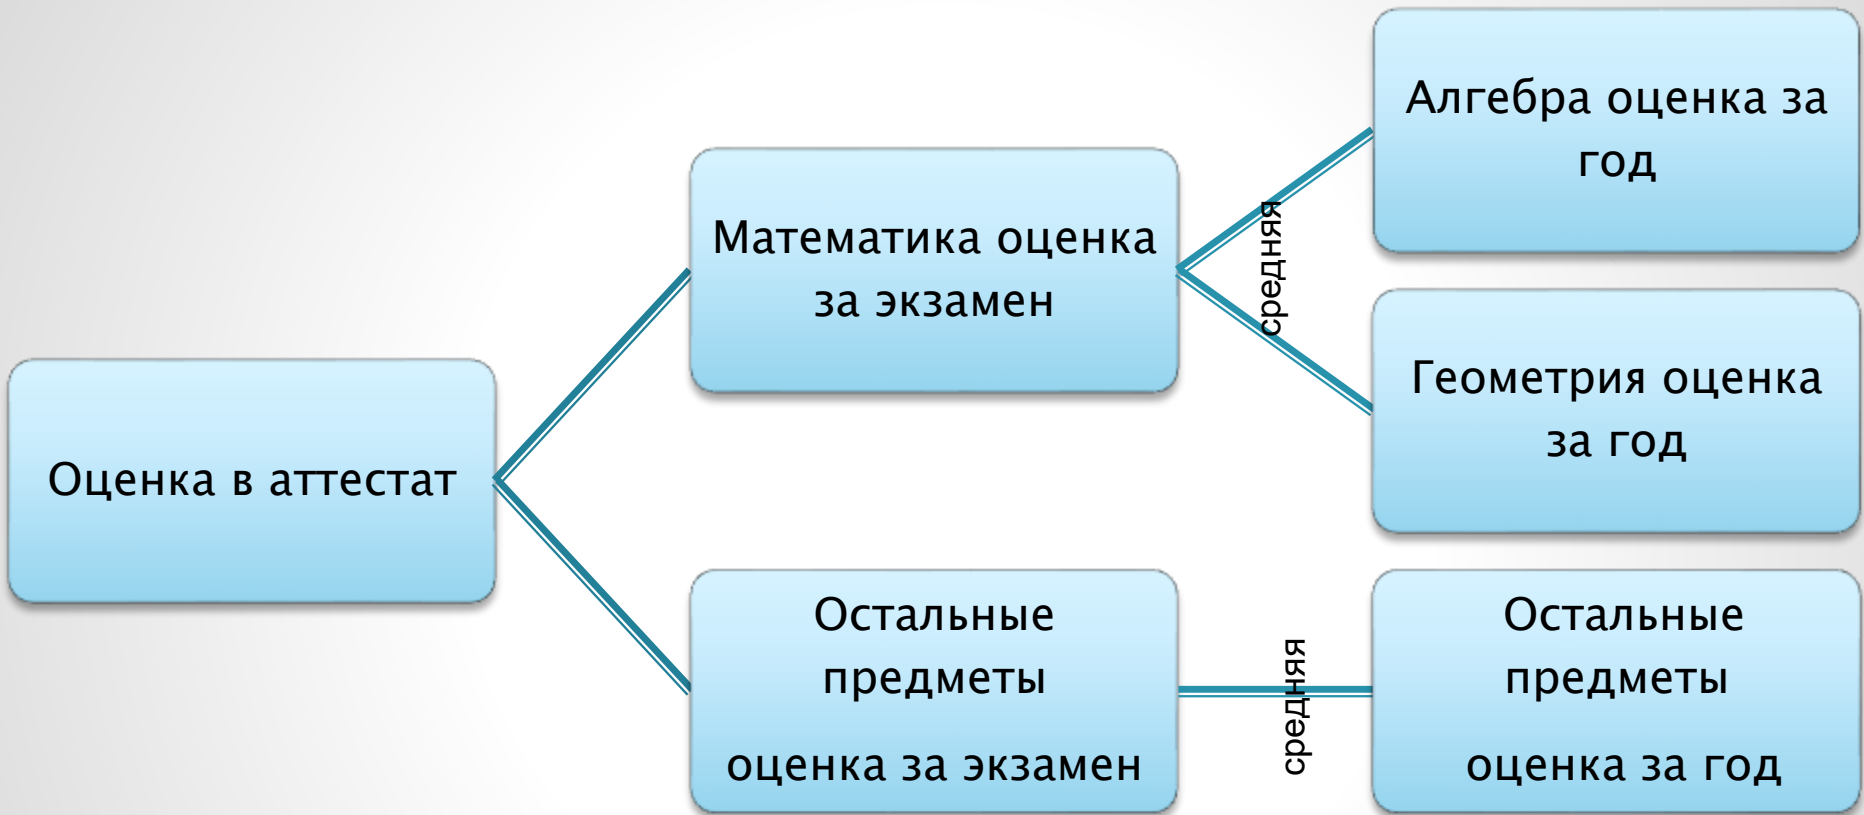 Оценка в аттестат
Математика оценка
за экзамен
средняя
Алгебра оценка за
год
Геометрия оценка
за год
Остальные
предметы
оценка за экзамен
средняя
Остальные
предметы
оценка за год